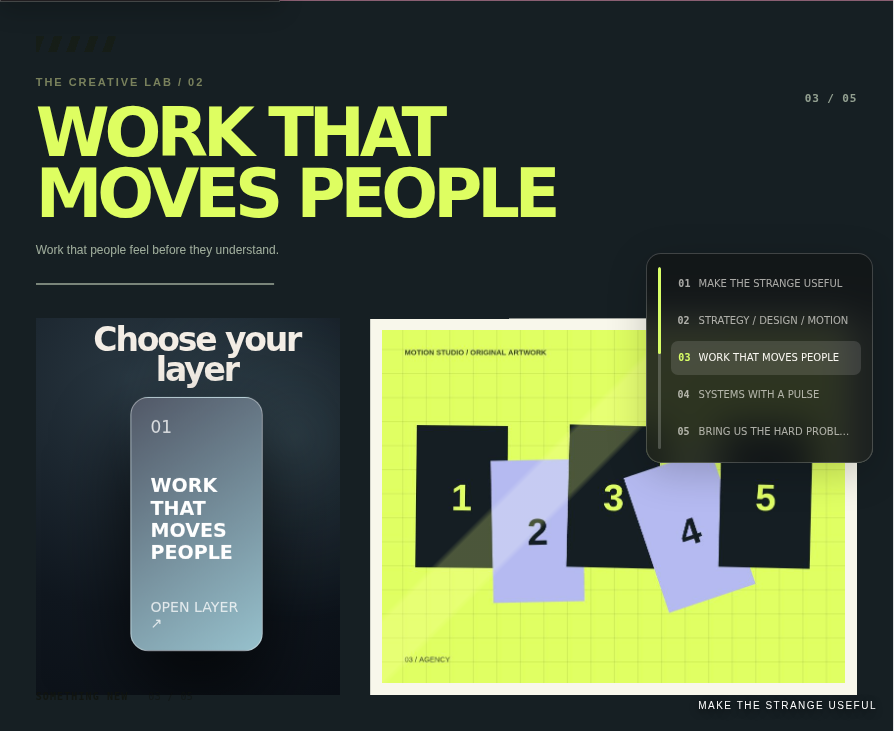 THE CREATIVE LAB / 02
03 / 05
WORK THAT
MOVES PEOPLE
Work that people feel before they understand.
01 MAKE THE STRANGE USEFUL
02 STRATEGY / DESIGN / MOTION
03 WORK THAT MOVES PEOPLE
04 SYSTEMS WITH A PULSE
05 BRING US THE HARD PROBL...
Choose your
layer
01
WORK
THAT
MOVES
PEOPLE
OPEN LAYER
↗
MOTION STUDIO / ORIGINAL ARTWORK
1
2
3
4
5
03 / AGENCY
MAKE THE STRANGE USEFUL